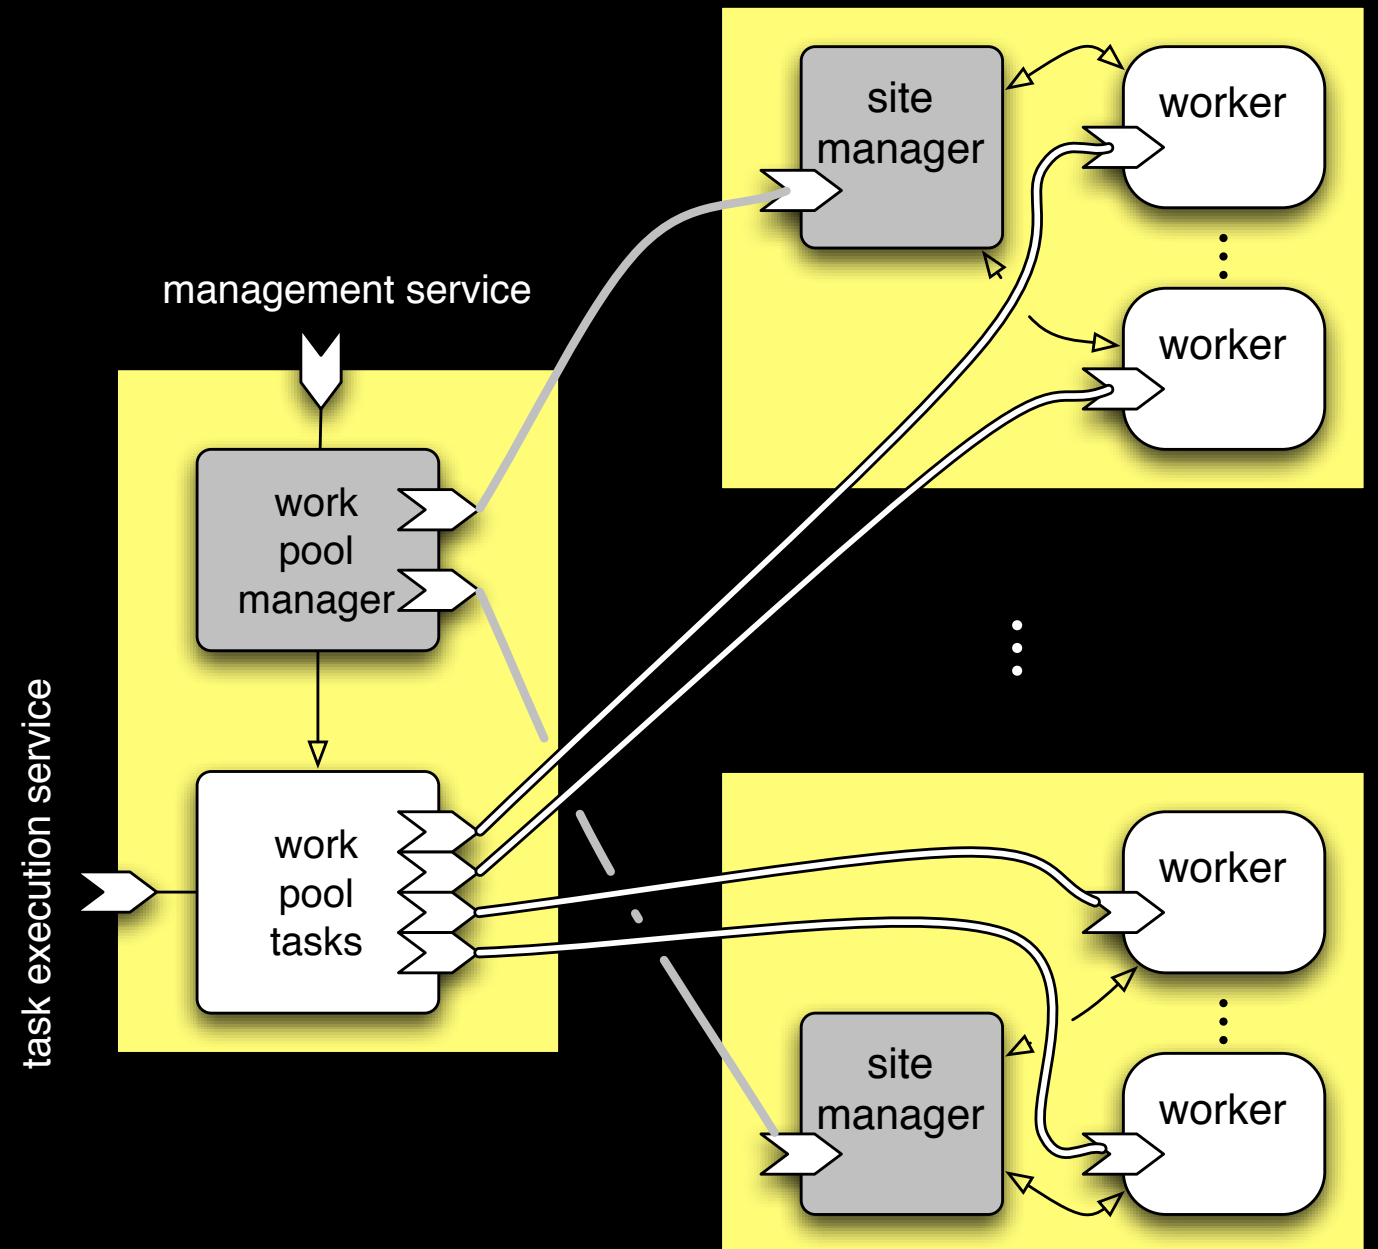 site
manager
worker
worker
management service
work
pool
manager
task execution service
work
pool
tasks
worker
site
manager
worker